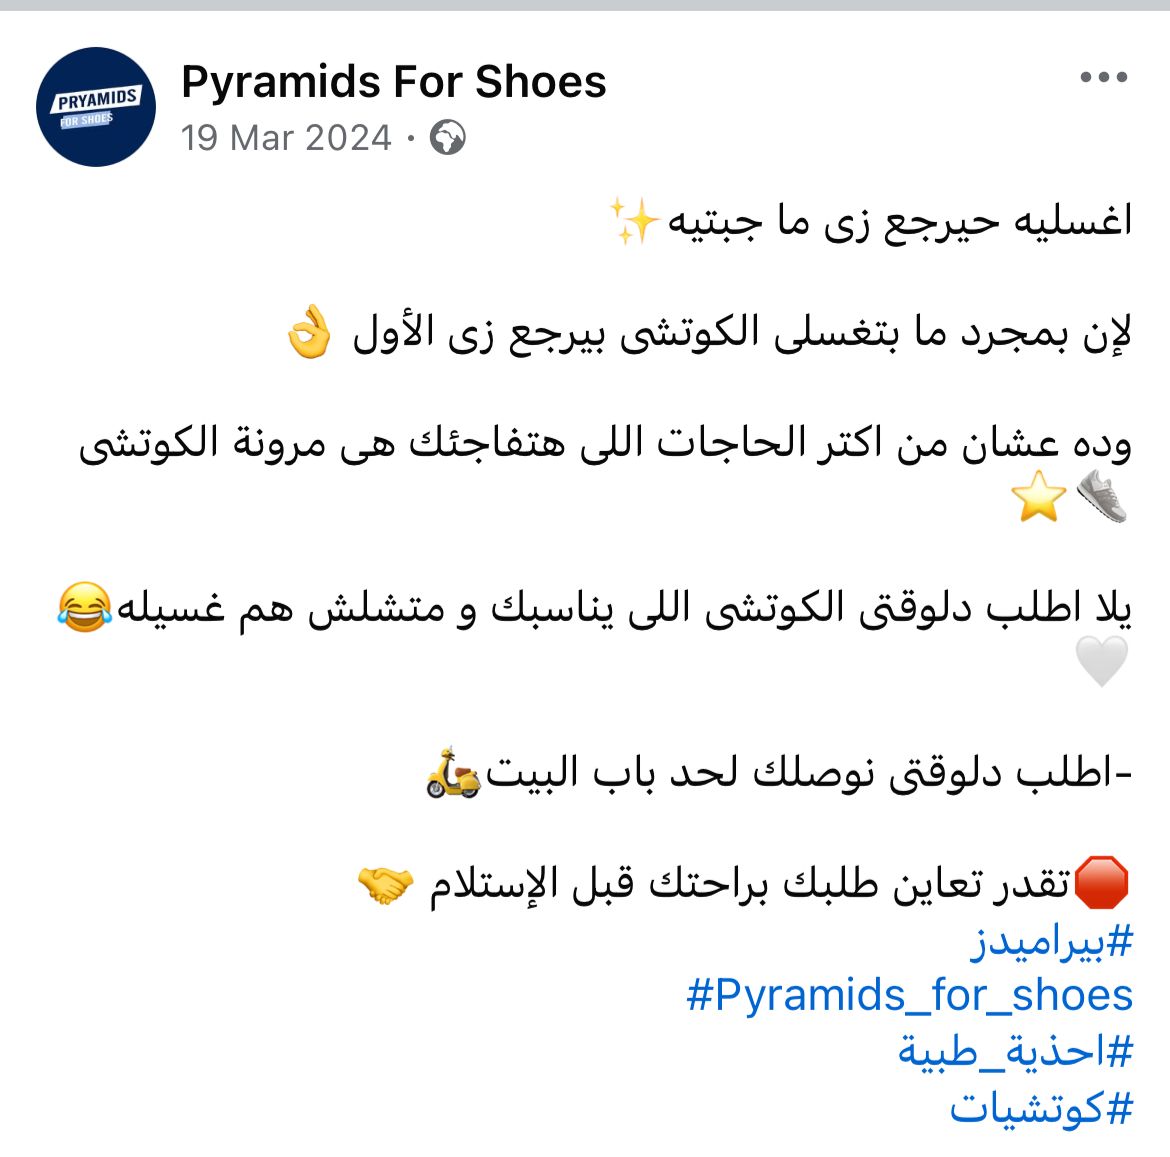 PRYAMIDS
FOR SHOES
Pyramids For Shoes
19 Mar 2024 ·
اغسليه حيرجع زى ما جبتيه✨
لإن بمجرد ما بتغسلى الكوتشى بيرجع زى الأول 👌
وده عشان من اكتر الحاجات اللى هتفاجئك هى مرونة الكوتشى
👟⭐
يلا اطلب دلوقتى الكوتشى اللى يناسبك و متشلش هم غسيله😂
🤍
-اطلب دلوقتى نوصلك لحد باب البيت🛵
🛑تقدر تعاين طلبك براحتك قبل الإستلام 🤝
#بيراميدز
#Pyramids_for_shoes
#احذية_طبية
#كوتشيات